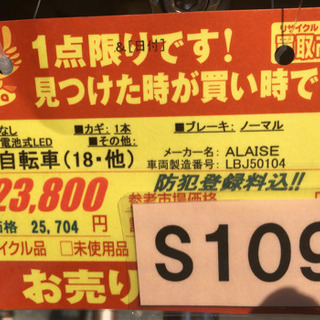 リサイクル
買取
&[日付]
1点限りです!
見つけた時が買い時で
なし ■カギ: 1本 ■ブレーキ: ノーマル
電池式LED ■その他:
自転車(18・他) メーカー名: ALAISE
車両製造番号: LBJ50104
23,800 防犯登録料込!!
価格 25,704 円 参考市場価格
イクル品 □未使用品
S109
お売り